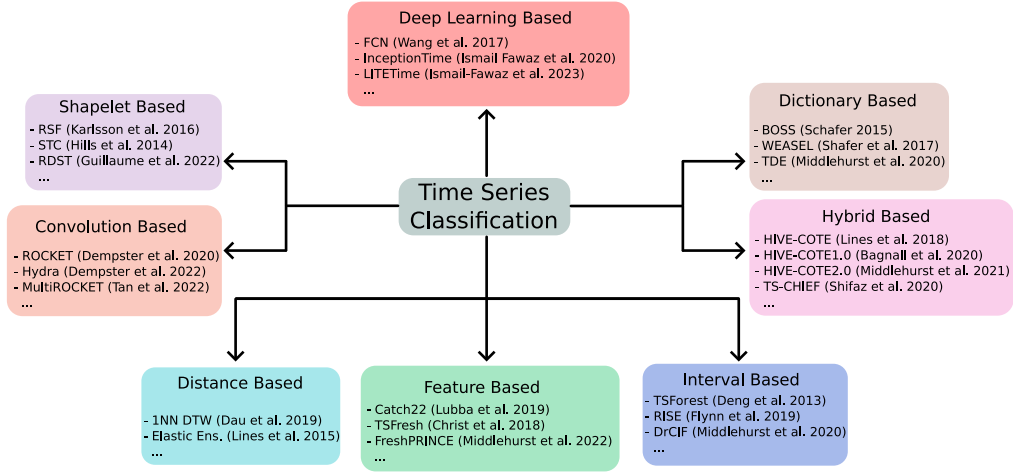 Deep Learning Based
- FCN (Wang et al. 2017)
- InceptionTime (Ismail Fawaz et al. 2020)
- LITETime (Ismail-Fawaz et al. 2023)
...
Shapelet Based
- RSF (Karlsson et al. 2016)
- STC (Hills et al. 2014)
- RDST (Guillaume et al. 2022)
...
Dictionary Based
- BOSS (Schafer 2015)
- WEASEL (Shafer et al. 2017)
- TDE (Middlehurst et al. 2020)
...
Time Series
Classification
Convolution Based
- ROCKET (Dempster et al. 2020)
- Hydra (Dempster et al. 2022)
- MultiROCKET (Tan et al. 2022)
...
Hybrid Based
- HIVE-COTE (Lines et al. 2018)
- HIVE-COTE1.0 (Bagnall et al. 2020)
- HIVE-COTE2.0 (Middlehurst et al. 2021)
- TS-CHIEF (Shifaz et al. 2020)
...
Distance Based
- 1NN DTW (Dau et al. 2019)
- Elastic Ens. (Lines et al. 2015)
...
Feature Based
- Catch22 (Lubba et al. 2019)
- TSFresh (Christ et al. 2018)
- FreshPRINCE (Middlehurst et al. 2022)
...
Interval Based
- TSForest (Deng et al. 2013)
- RISE (Flynn et al. 2019)
- DrCIF (Middlehurst et al. 2020)
...